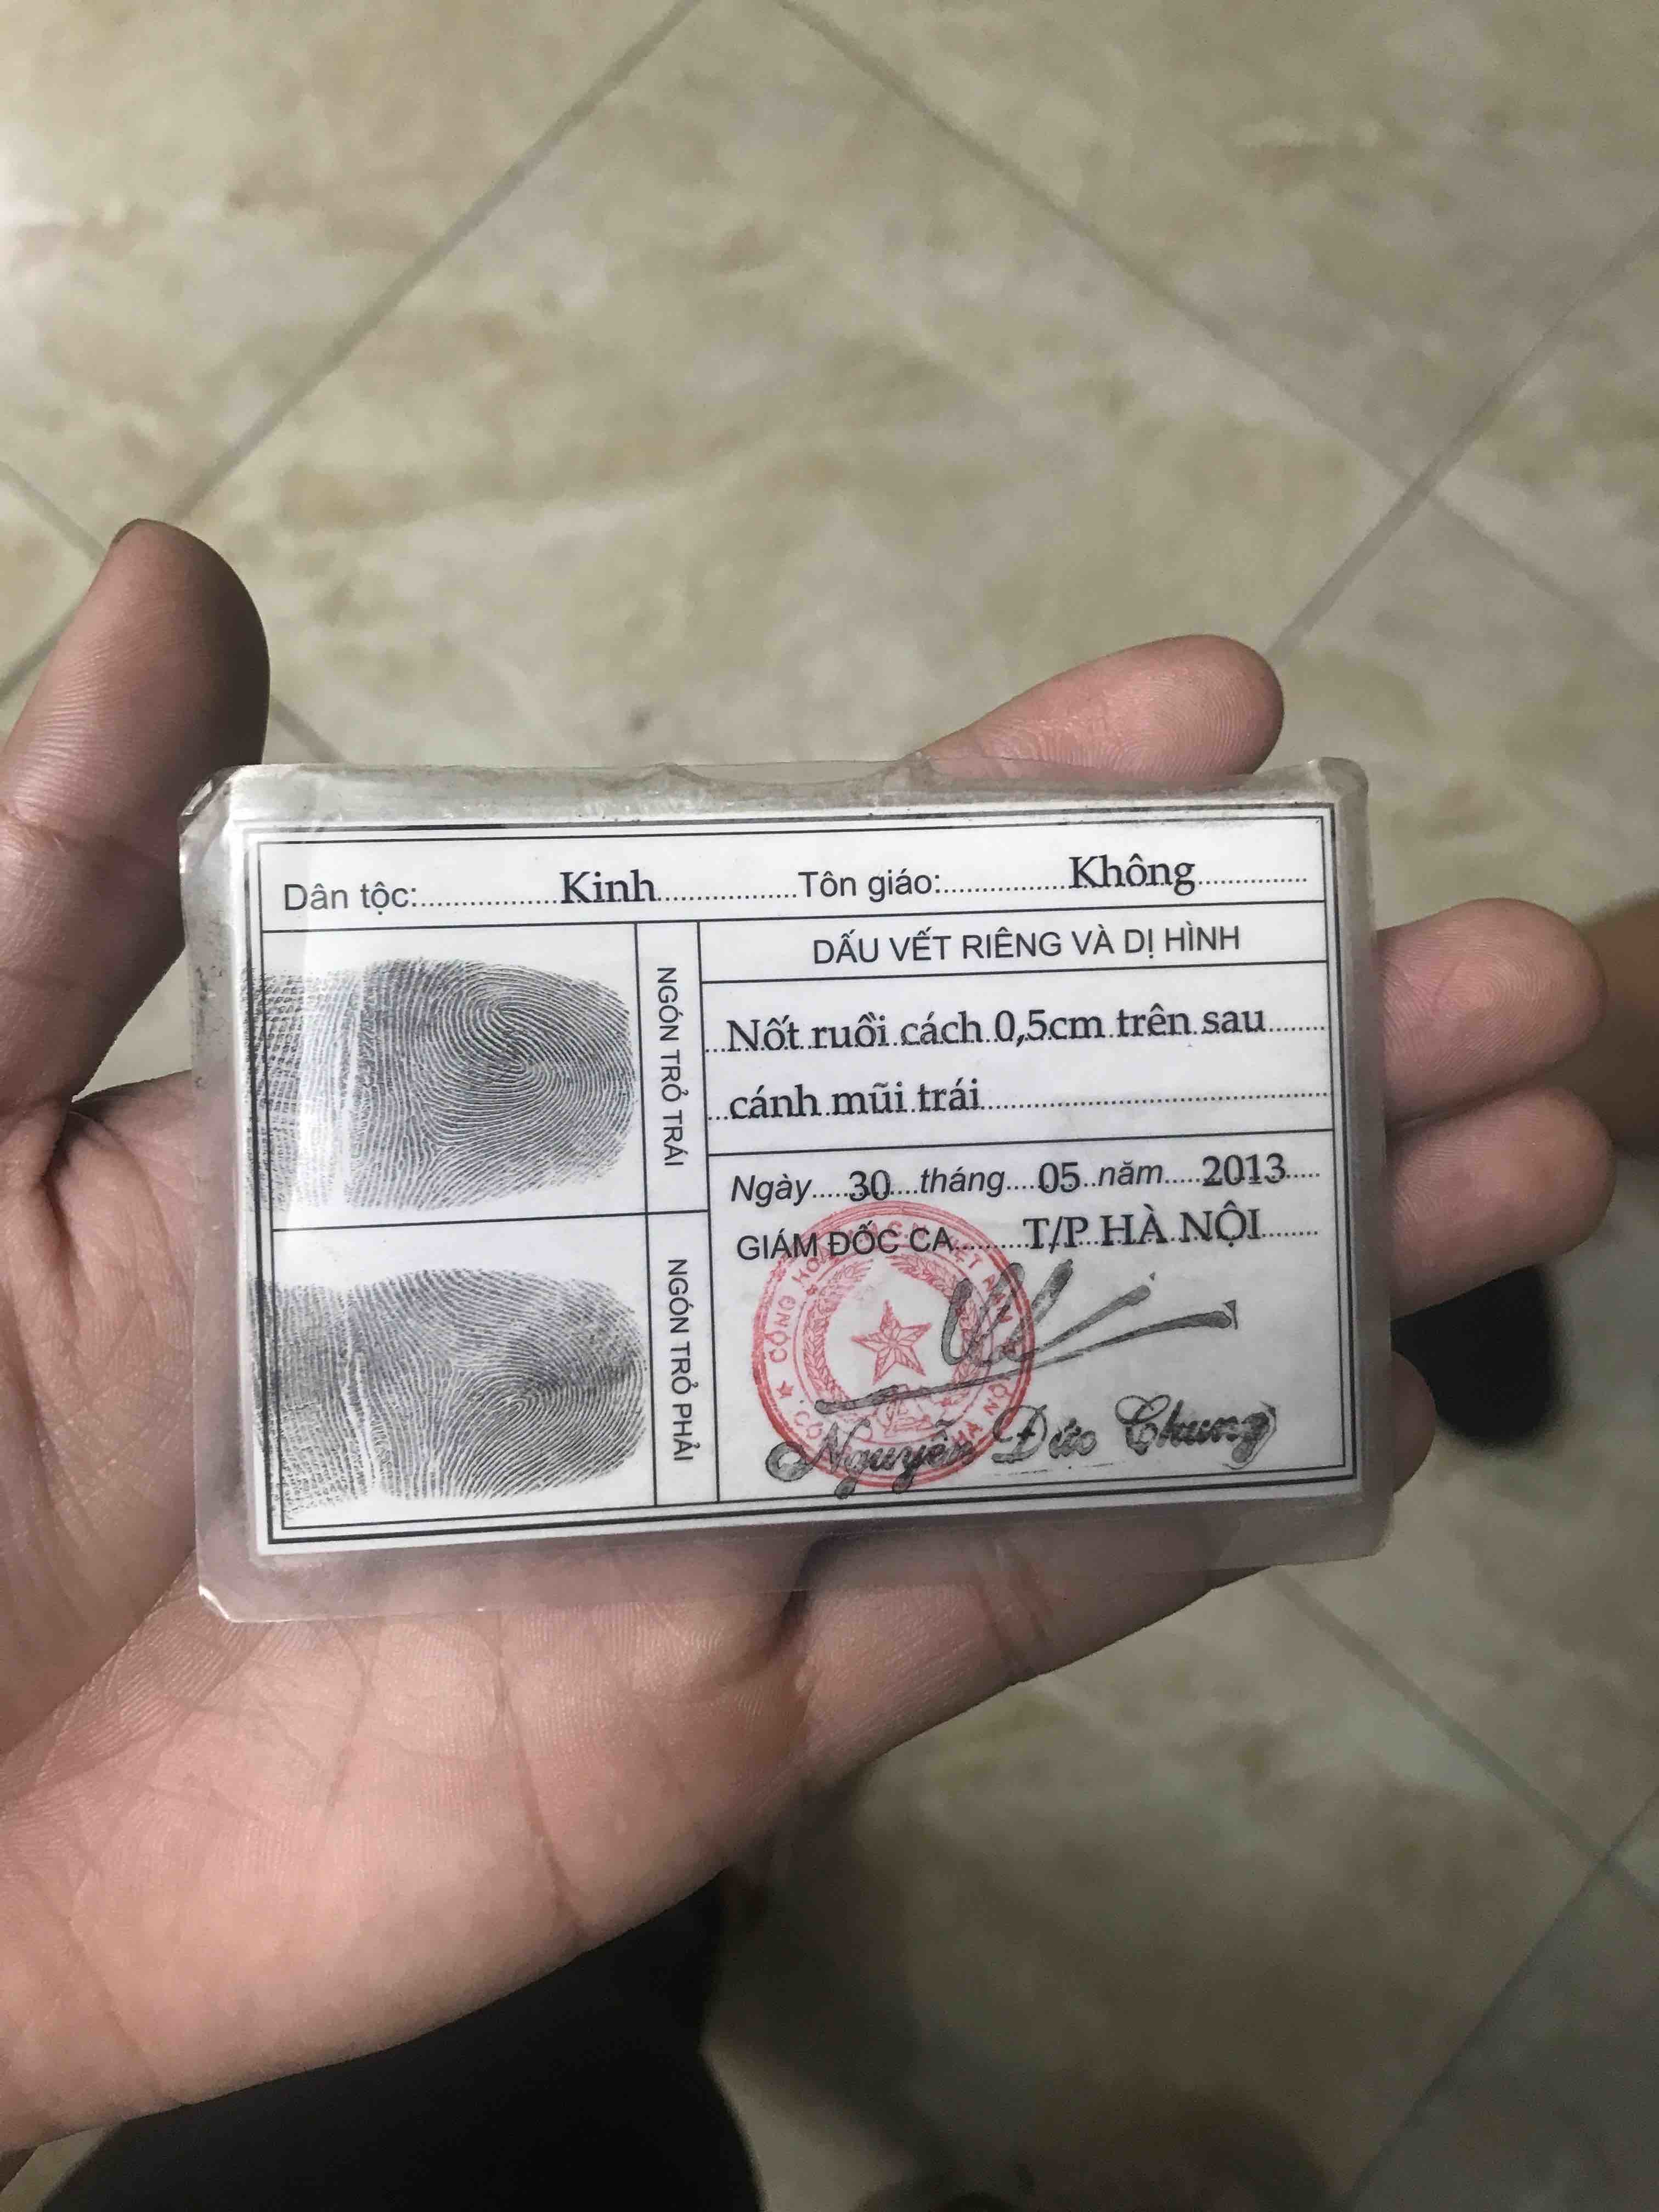 Dân tộc: Kinh Tôn giáo: Không
NGÓN TRỎ TRÁI
NGÓN TRỎ PHẢI
DẤU VẾT RIÊNG VÀ DỊ HÌNH
Nốt ruồi cách 0,5cm trên sau
cánh mũi trái
Ngày 30 tháng 05 năm 2013
GIÁM ĐỐC CA T/P HÀ NỘI
Nguyễn Đức Chung